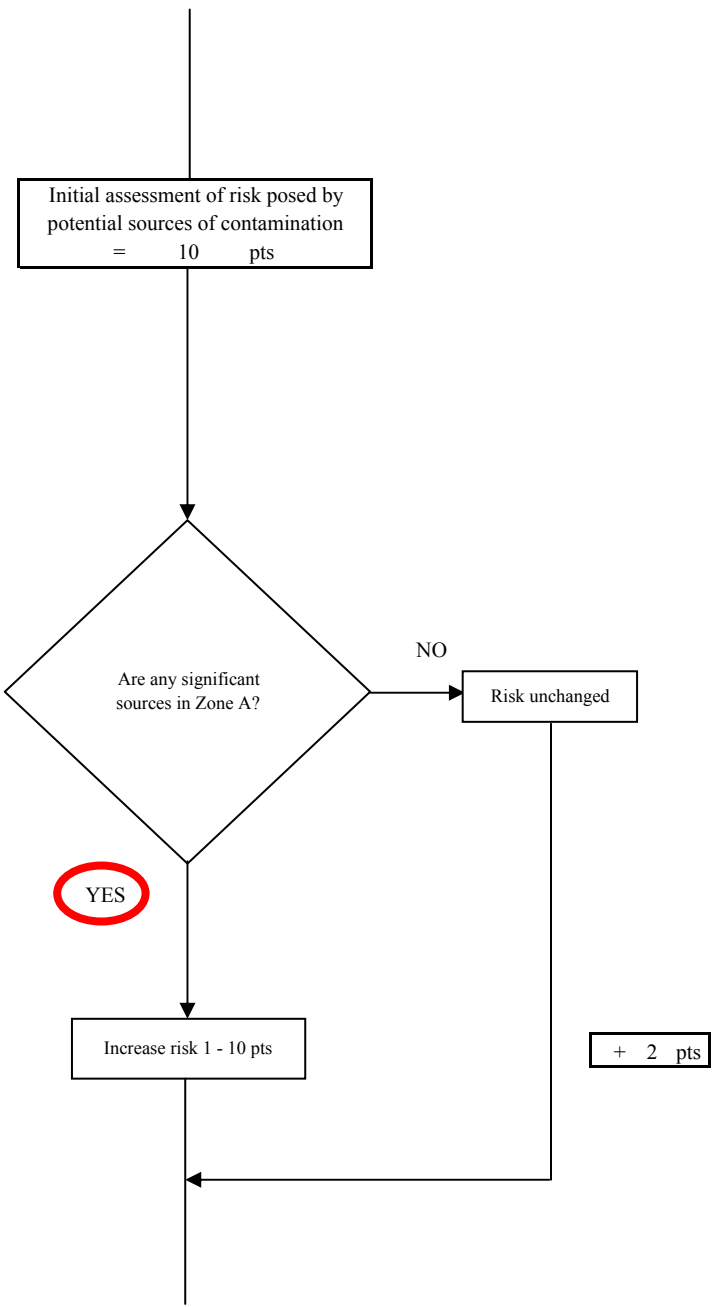 Initial assessment of risk posed by
potential sources of contamination
= 10 pts
Are any significant
sources in Zone A?
NO
Risk unchanged
YES
Increase risk 1 - 10 pts
+ 2 pts